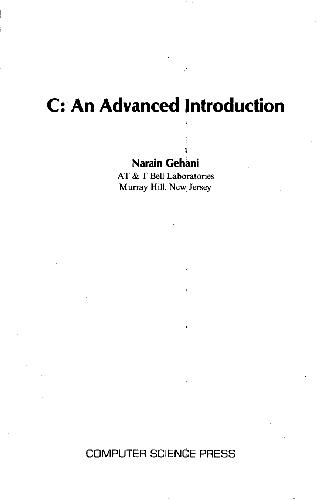 C: An Advanced Introduction
Narain Gehani
AT & T Bell Laboratories
Murray Hill, New Jersey
COMPUTER SCIENCE PRESS